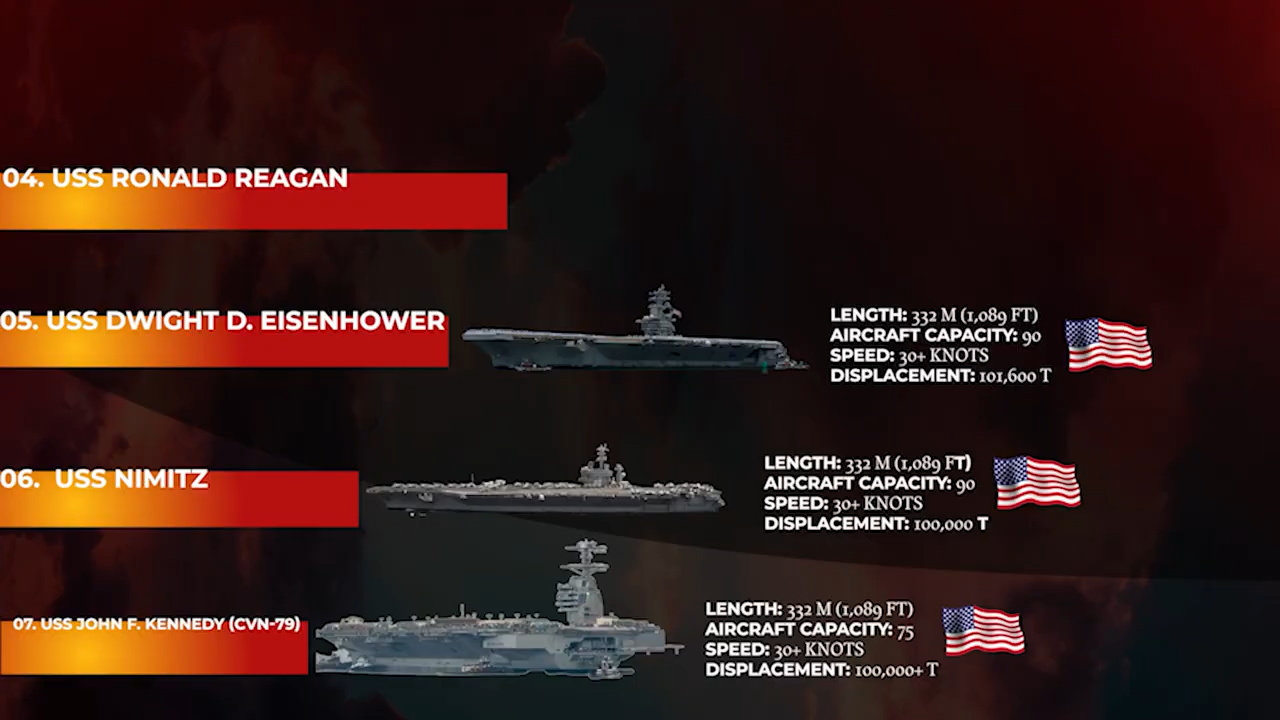 04. USS RONALD REAGAN
05. USS DWIGHT D. EISENHOWER
LENGTH: 332 M (1,089 FT)
AIRCRAFT CAPACITY: 90
SPEED: 30+ KNOTS
DISPLACEMENT: 101,600 T
06. USS NIMITZ
LENGTH: 332 M (1,089 FT)
AIRCRAFT CAPACITY: 90
SPEED: 30+ KNOTS
DISPLACEMENT: 100,000 T
07. USS JOHN F. KENNEDY (CVN-79)
LENGTH: 332 M (1,089 FT)
AIRCRAFT CAPACITY: 75
SPEED: 30+ KNOTS
DISPLACEMENT: 100,000+ T